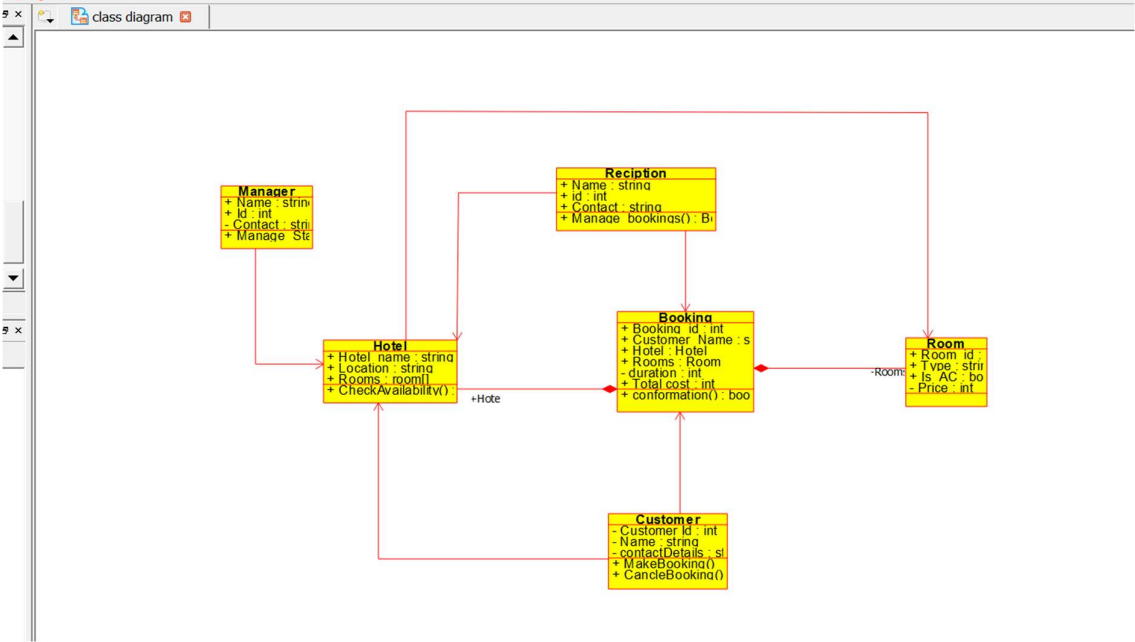 class diagram
Manager
+ Name : strin
+ Id : int
- Contact : stri
+ Manage_Sta
Reciption
+ Name : string
+ id : int
+ Contact : string
+ Manage_bookings() : B
Hotel
+ Hotel_name : string
+ Location : string
+ Rooms : room[]
+ CheckAvailability() :
+Hote
Booking
+ Booking_id : int
+ Customer_Name : s
+ Hotel : Hotel
+ Rooms : Room
- duration : int
+ Total cost : int
+ conformation() : boo
-Rooms
Room
+ Room_id :
+ Type : strin
+ Is_AC : bo
- Price : int
Customer
- Customer Id : int
- Name : string
- contactDetails : st
+ MakeBooking()
+ CancleBooking()